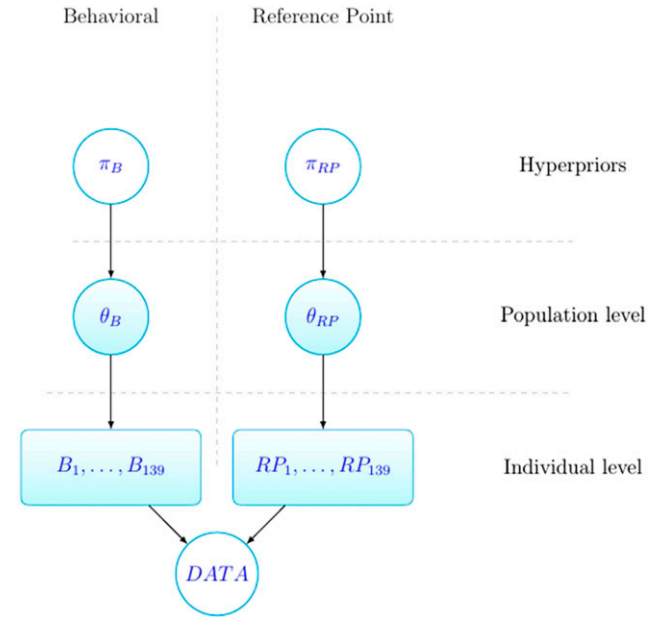 Behavioral Reference Point
π_B π_RP Hyperpriors
θ_B θ_RP Population level
B_1, ..., B_139 RP_1, ..., RP_139 Individual level
DATA